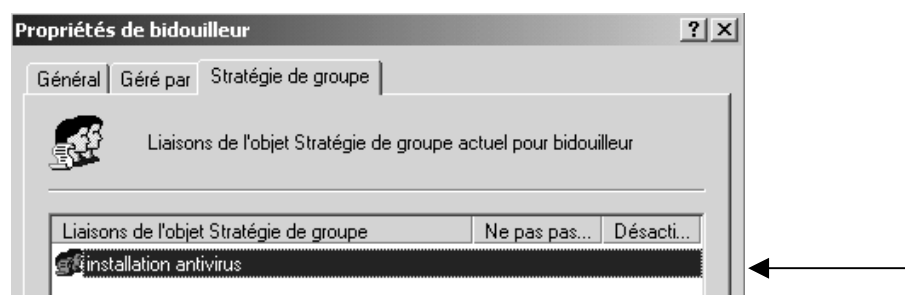 Propriétés de bidouilleur
Général Géré par Stratégie de groupe
Liaisons de l'objet Stratégie de groupe actuel pour bidouilleur
Liaisons de l'objet Stratégie de groupe Ne pas pas... Désacti...
installation antivirus